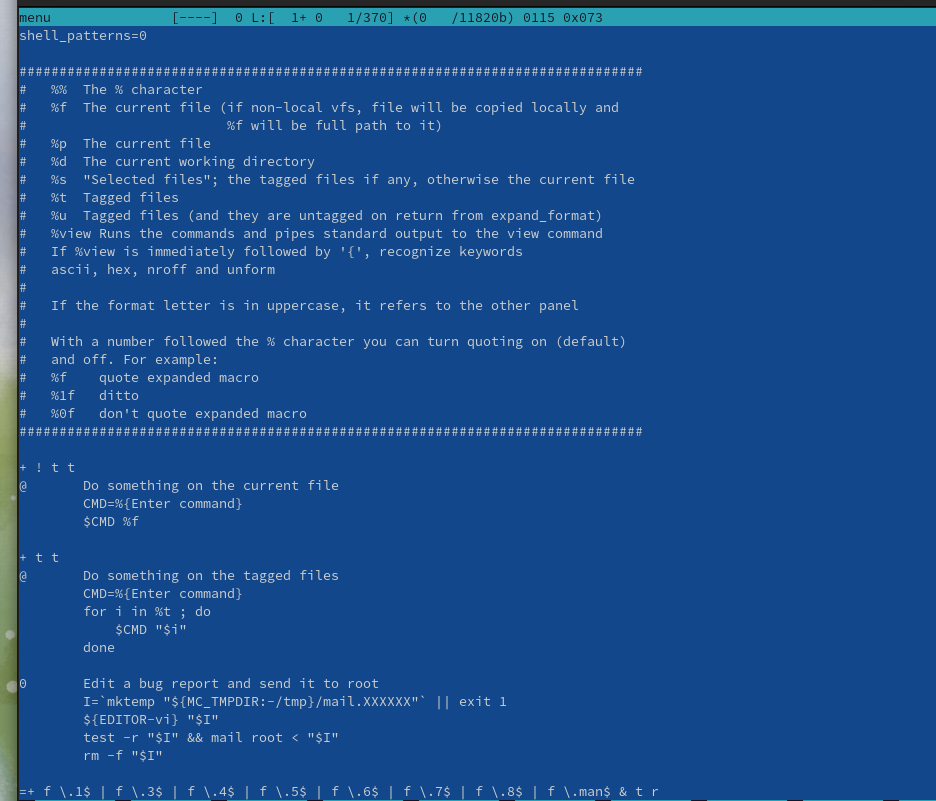 menu               [----]  0 L:[  1+ 0   1/370] *(0   /11820b) 0115 0x073
shell_patterns=0
##############################################################################
#   %%  The % character
#   %f  The current file (if non-local vfs, file will be copied locally and
#                         %f will be full path to it)
#   %p  The current file
#   %d  The current working directory
#   %s  "Selected files"; the tagged files if any, otherwise the current file
#   %t  Tagged files
#   %u  Tagged files (and they are untagged on return from expand_format)
#   %view Runs the commands and pipes standard output to the view command
#   If %view is immediately followed by '{', recognize keywords
#   ascii, hex, nroff and unform
#
#   If the format letter is in uppercase, it refers to the other panel
#
#   With a number followed the % character you can turn quoting on (default)
#   and off. For example:
#   %f    quote expanded macro
#   %1f   ditto
#   %0f   don't quote expanded macro
##############################################################################
+ ! t t
@       Do something on the current file
        CMD=%{Enter command}
        $CMD %f
+ t t
@       Do something on the tagged files
        CMD=%{Enter command}
        for i in %t ; do
            $CMD "$i"
        done
0       Edit a bug report and send it to root
        I=`mktemp "${MC_TMPDIR:-/tmp}/mail.XXXXXX"` || exit 1
        ${EDITOR-vi} "$I"
        test -r "$I" && mail root < "$I"
        rm -f "$I"
=+ f \.1$ | f \.3$ | f \.4$ | f \.5$ | f \.6$ | f \.7$ | f \.8$ | f \.man$ & t r